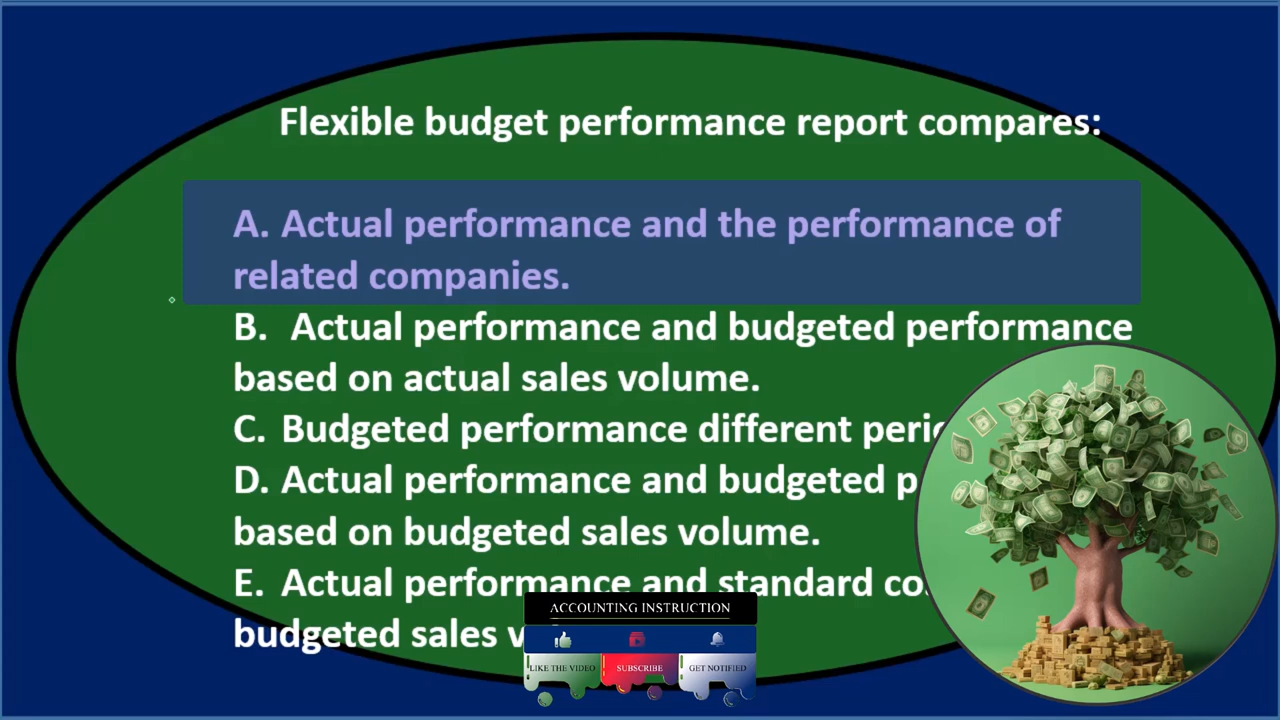 Flexible budget performance report compares:
A. Actual performance and the performance of
related companies.
B. Actual performance and budgeted performance
based on actual sales volume.
C. Budgeted performance different
D. Actual performance and budgeted
based on budgeted sales volume.
E. Actual performance and standard
budgeted sales
ACCOUNTING INSTRUCTION
LIKE THE VIDEO SUBSCRIBE GET NOTIFIED